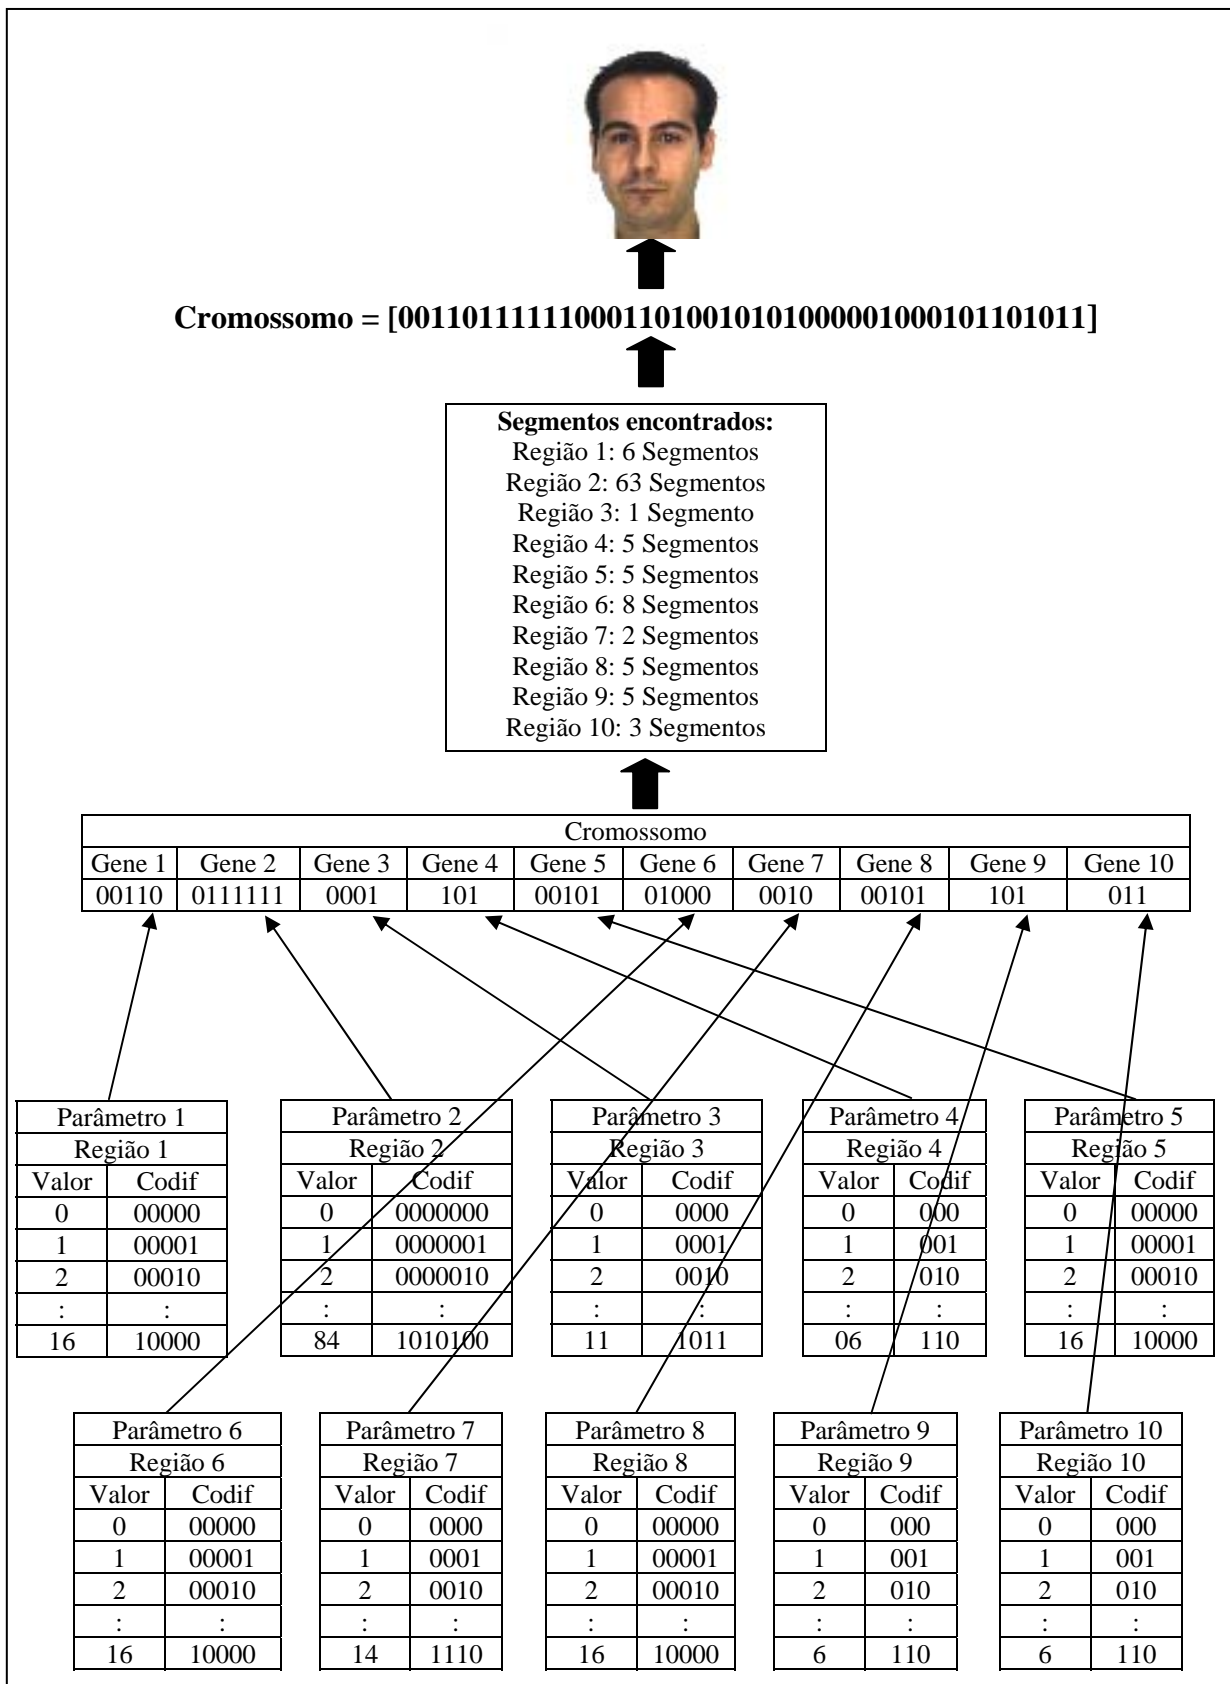 Cromossomo = [0011011111100011010010101000001000101101011]
Segmentos encontrados:
Região 1: 6 Segmentos
Região 2: 63 Segmentos
Região 3: 1 Segmento
Região 4: 5 Segmentos
Região 5: 5 Segmentos
Região 6: 8 Segmentos
Região 7: 2 Segmentos
Região 8: 5 Segmentos
Região 9: 5 Segmentos
Região 10: 3 Segmentos
Cromossomo
Gene 1 Gene 2 Gene 3 Gene 4 Gene 5 Gene 6 Gene 7 Gene 8 Gene 9 Gene 10
00110 0111111 0001 101 00101 01000 0010 00101 101 011
Parâmetro 1 Parâmetro 2 Parâmetro 3 Parâmetro 4 Parâmetro 5
Região 1 Região 2 Região 3 Região 4 Região 5
Valor Codif Valor Codif Valor Codif Valor Codif Valor Codif
0 00000 0 0000000 0 0000 0 000 0 00000
1 00001 1 0000001 1 0001 1 001 1 00001
2 00010 2 0000010 2 0010 2 010 2 00010
: : : : : : : : : :
16 10000 84 1010100 11 1011 06 110 16 10000
Parâmetro 6 Parâmetro 7 Parâmetro 8 Parâmetro 9 Parâmetro 10
Região 6 Região 7 Região 8 Região 9 Região 10
Valor Codif Valor Codif Valor Codif Valor Codif Valor Codif
0 00000 0 0000 0 00000 0 000 0 000
1 00001 1 0001 1 00001 1 001 1 001
2 00010 2 0010 2 00010 2 010 2 010
: : : : : : : : : :
16 10000 14 1110 16 10000 6 110 6 110